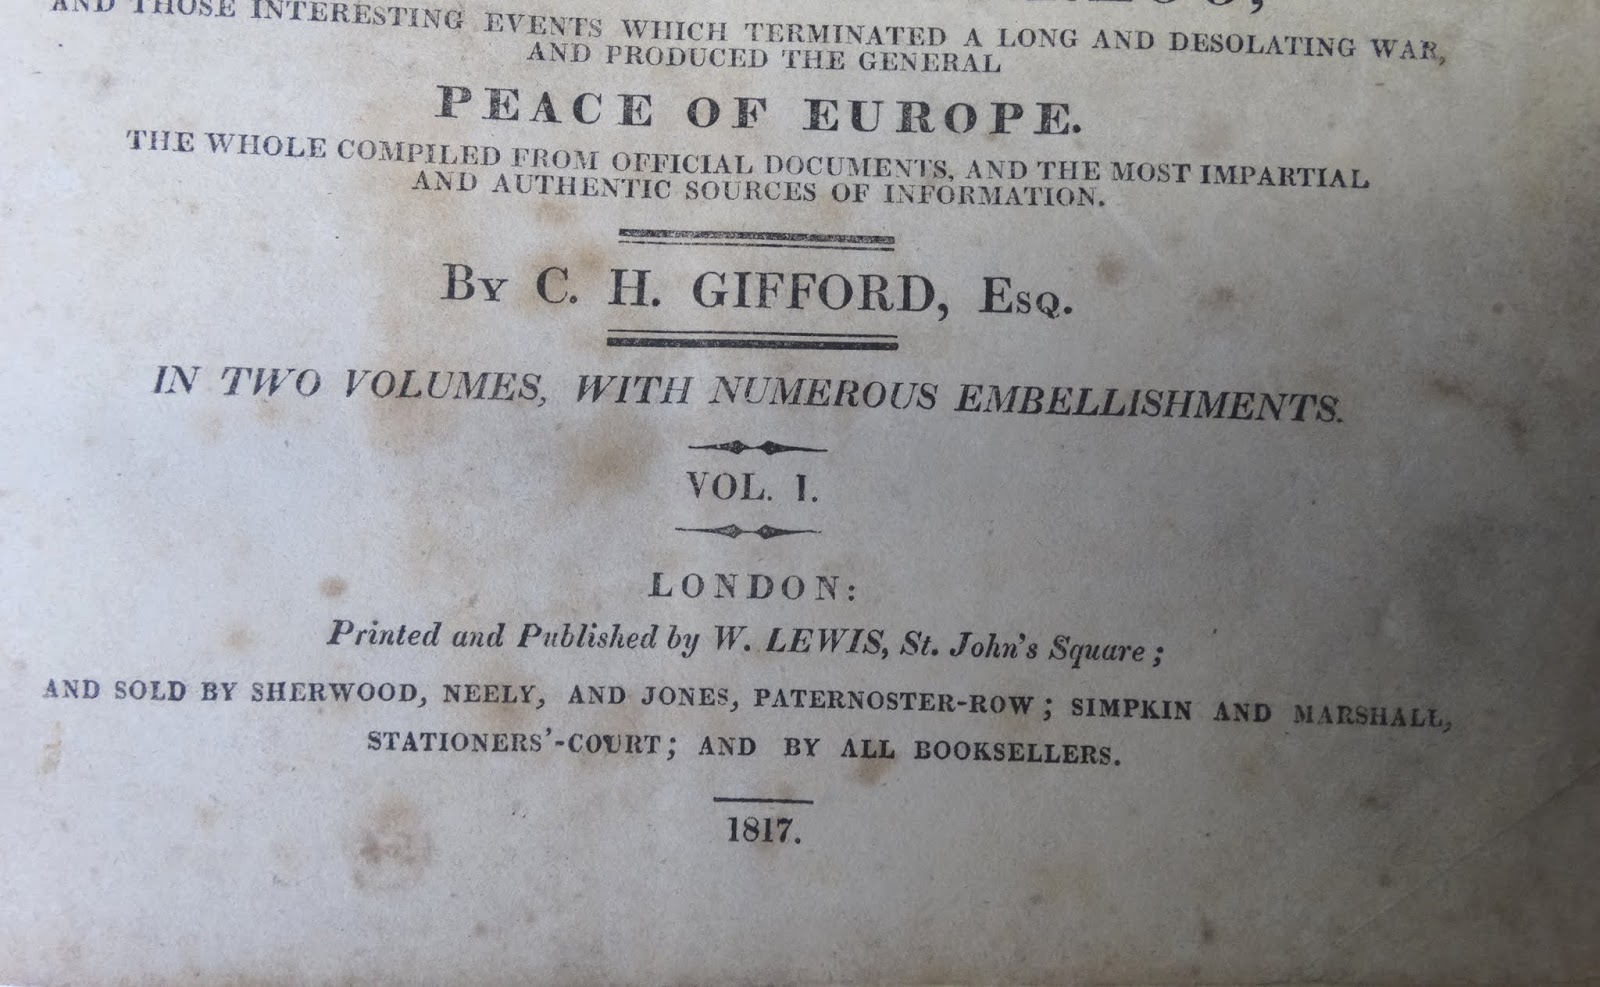 AND THOSE INTERESTING EVENTS WHICH TERMINATED A LONG AND DESOLATING WAR,
AND PRODUCED THE GENERAL
PEACE OF EUROPE.
THE WHOLE COMPILED FROM OFFICIAL DOCUMENTS, AND THE MOST IMPARTIAL
AND AUTHENTIC SOURCES OF INFORMATION.
BY C. H. GIFFORD, ESQ.
IN TWO VOLUMES, WITH NUMEROUS EMBELLISHMENTS.
VOL. I.
LONDON:
Printed and Published by W. LEWIS, St. John's Square;
AND SOLD BY SHERWOOD, NEELY, AND JONES, PATERNOSTER-ROW; SIMPKIN AND MARSHALL,
STATIONERS'-COURT; AND BY ALL BOOKSELLERS.
1817.